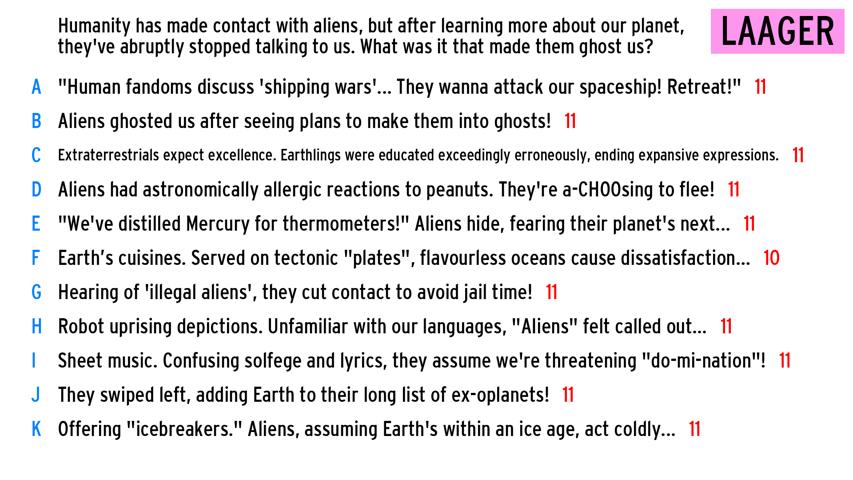 Humanity has made contact with aliens, but after learning more about our planet,
they've abruptly stopped talking to us. What was it that made them ghost us?
LAAGER
A "Human fandoms discuss 'shipping wars'... They wanna attack our spaceship! Retreat!" 11
B Aliens ghosted us after seeing plans to make them into ghosts! 11
C Extraterrestrials expect excellence. Earthlings were educated exceedingly erroneously, ending expansive expressions. 11
D Aliens had astronomically allergic reactions to peanuts. They're a-CHOOsing to flee! 11
E "We've distilled Mercury for thermometers!" Aliens hide, fearing their planet's next... 11
F Earth's cuisines. Served on tectonic "plates", flavourless oceans cause dissatisfaction... 10
G Hearing of 'illegal aliens', they cut contact to avoid jail time! 11
H Robot uprising depictions. Unfamiliar with our languages, "Aliens" felt called out... 11
I Sheet music. Confusing solfege and lyrics, they assume we're threatening "do-mi-nation"! 11
J They swiped left, adding Earth to their long list of ex-oplanets! 11
K Offering "icebreakers." Aliens, assuming Earth's within an ice age, act coldly... 11